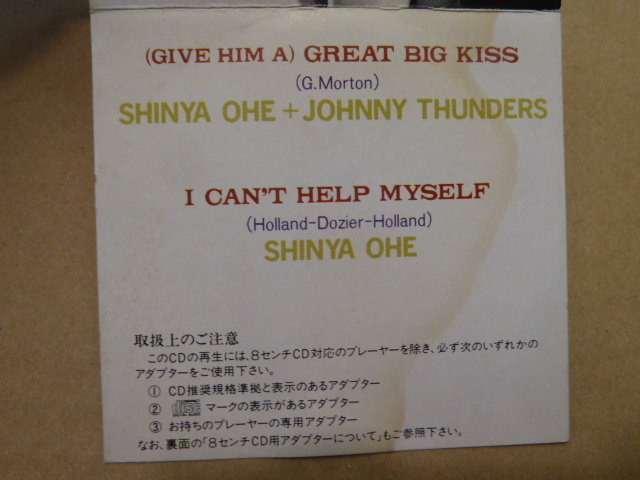 (GIVE HIM A) GREAT BIG KISS
(G.Morton)
SHINYA OHE+JOHNNY THUNDERS
I CAN'T HELP MYSELF
(Holland-Dozier-Holland)
SHINYA OHE
取扱上のご注意
このCDの再生には、8センチCD対応のプレーヤーを除き、必ず次のいずれかの
アダプターをご使用下さい。
① CD推奨規格準拠と表示のあるアダプター
② disc マークの表示があるアダプター
③ お持ちのプレーヤーの専用アダプター
なお、裏面の「8センチCD用アダプターについて」もご参照下さい。